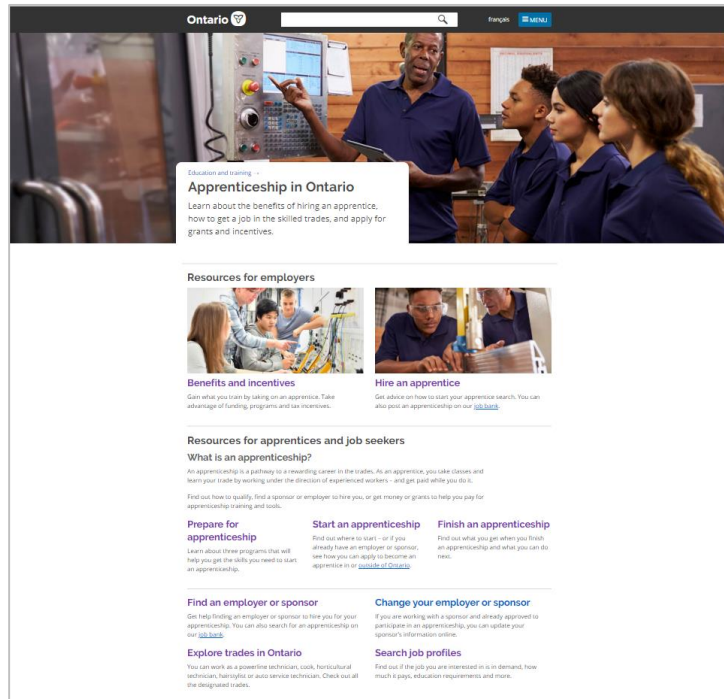 Ontario
français
MENU
Education and training
Apprenticeship in Ontario
Learn about the benefits of hiring an apprentice,
how to get a job in the skilled trades, and apply for
grants and incentives.
Resources for employers
Benefits and incentives
Gain what you train by taking on an apprentice. Take
advantage of funding, programs and tax incentives.
Hire an apprentice
Get advice on how to start your apprentice search. You can
also post an apprenticeship on our job bank.
Resources for apprentices and job seekers
What is an apprenticeship?
An apprenticeship is a pathway to a rewarding career in the trades. As an apprentice, you take classes and
learn your trade by working under the direction of experienced workers – and get paid while you do it.
Find out how to qualify, find a sponsor or employer to hire you, or get money or grants to help you pay for
apprenticeship training and tools.
Prepare for
apprenticeship
Learn about three programs that will
help you get the skills you need to start
an apprenticeship.
Start an apprenticeship
Find out where to start – or if you
already have an employer or sponsor,
see how you can apply to become an
apprentice in or outside of Ontario.
Finish an apprenticeship
Find out what you get when you finish
an apprenticeship and what you can do
next.
Find an employer or sponsor
Get help finding an employer or sponsor to hire you for your
apprenticeship. You can also search for an apprenticeship on
our job bank.
Change your employer or sponsor
If you are working with a sponsor and already approved to
participate in an apprenticeship, you can update your
sponsor's information online.
Explore trades in Ontario
You can work as a powerline technician, cook, horticultural
technician, hairstylist or auto service technician. Check out all
the designated trades.
Search job profiles
Find out if the job you are interested in is in demand, how
much it pays, education requirements and more.